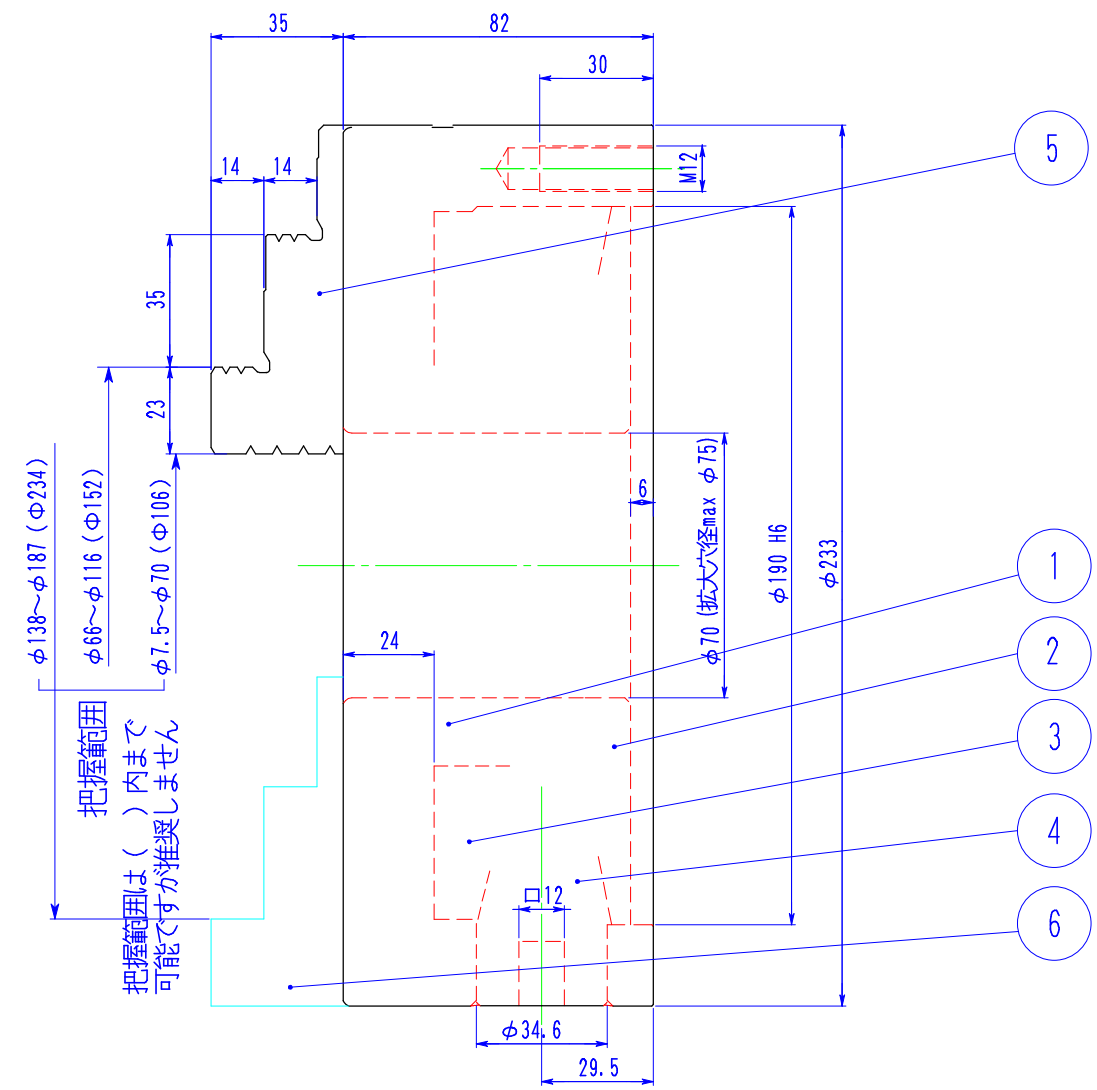 35
82
30
14
14
M12
5
35
23
6
φ138～φ187(Φ234)
φ66～φ116(Φ152)
φ7.5～φ70(Φ106)
φ70(拡大穴径max φ75)
φ190 H6
φ233
1
24
2
把握範囲
把握範囲は( )内まで
可能ですが推奨しません
3
4
□12
6
φ34.6
29.5